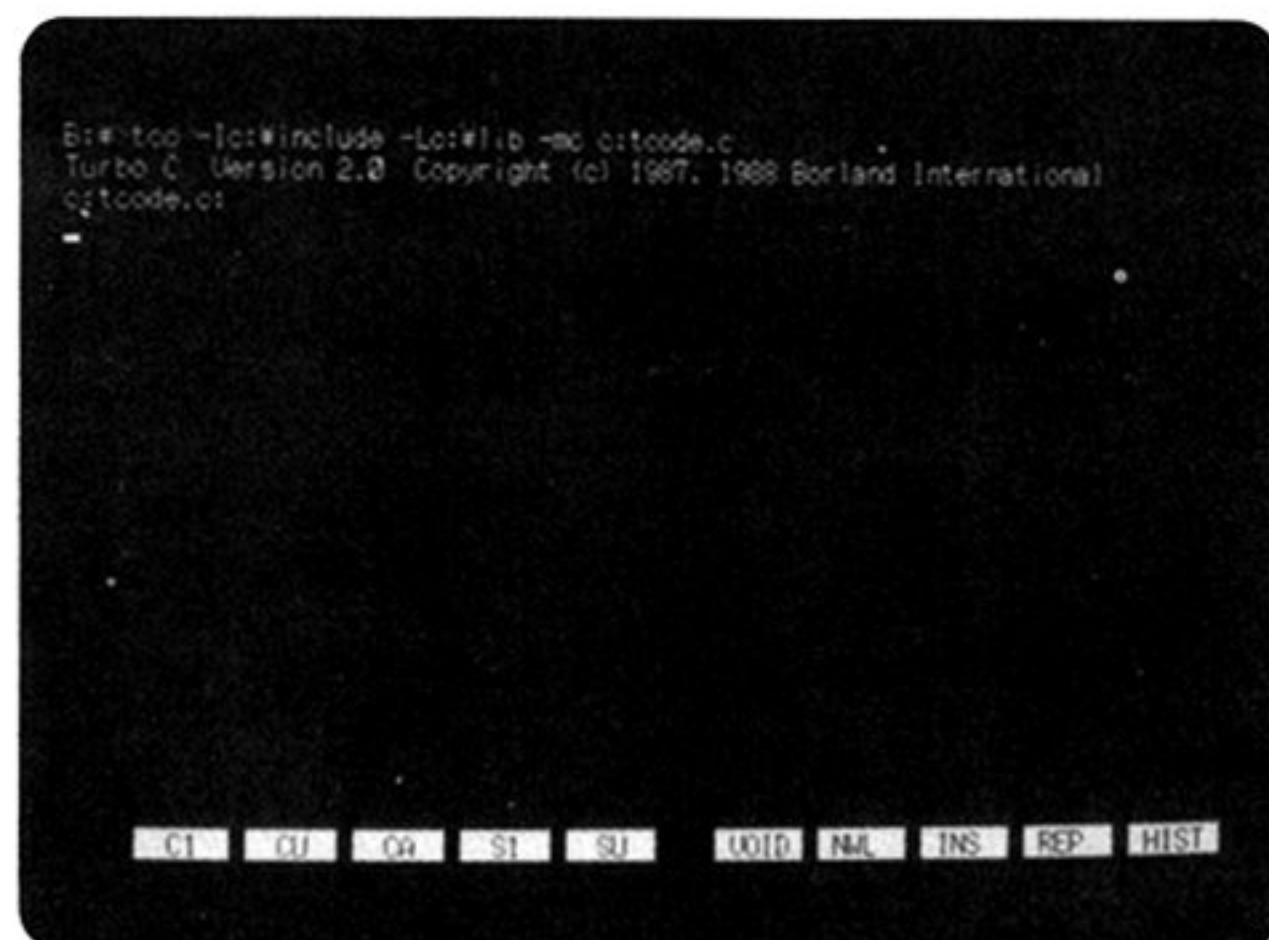 B:¥ tcc -Ic:¥include -Lc:¥lib -mc c:tcode.c
Turbo C Version 2.0 Copyright (c) 1987, 1988 Borland International
c:tcode.c:
C1 CU CA S1 SU VOID NWL INS REP HIST